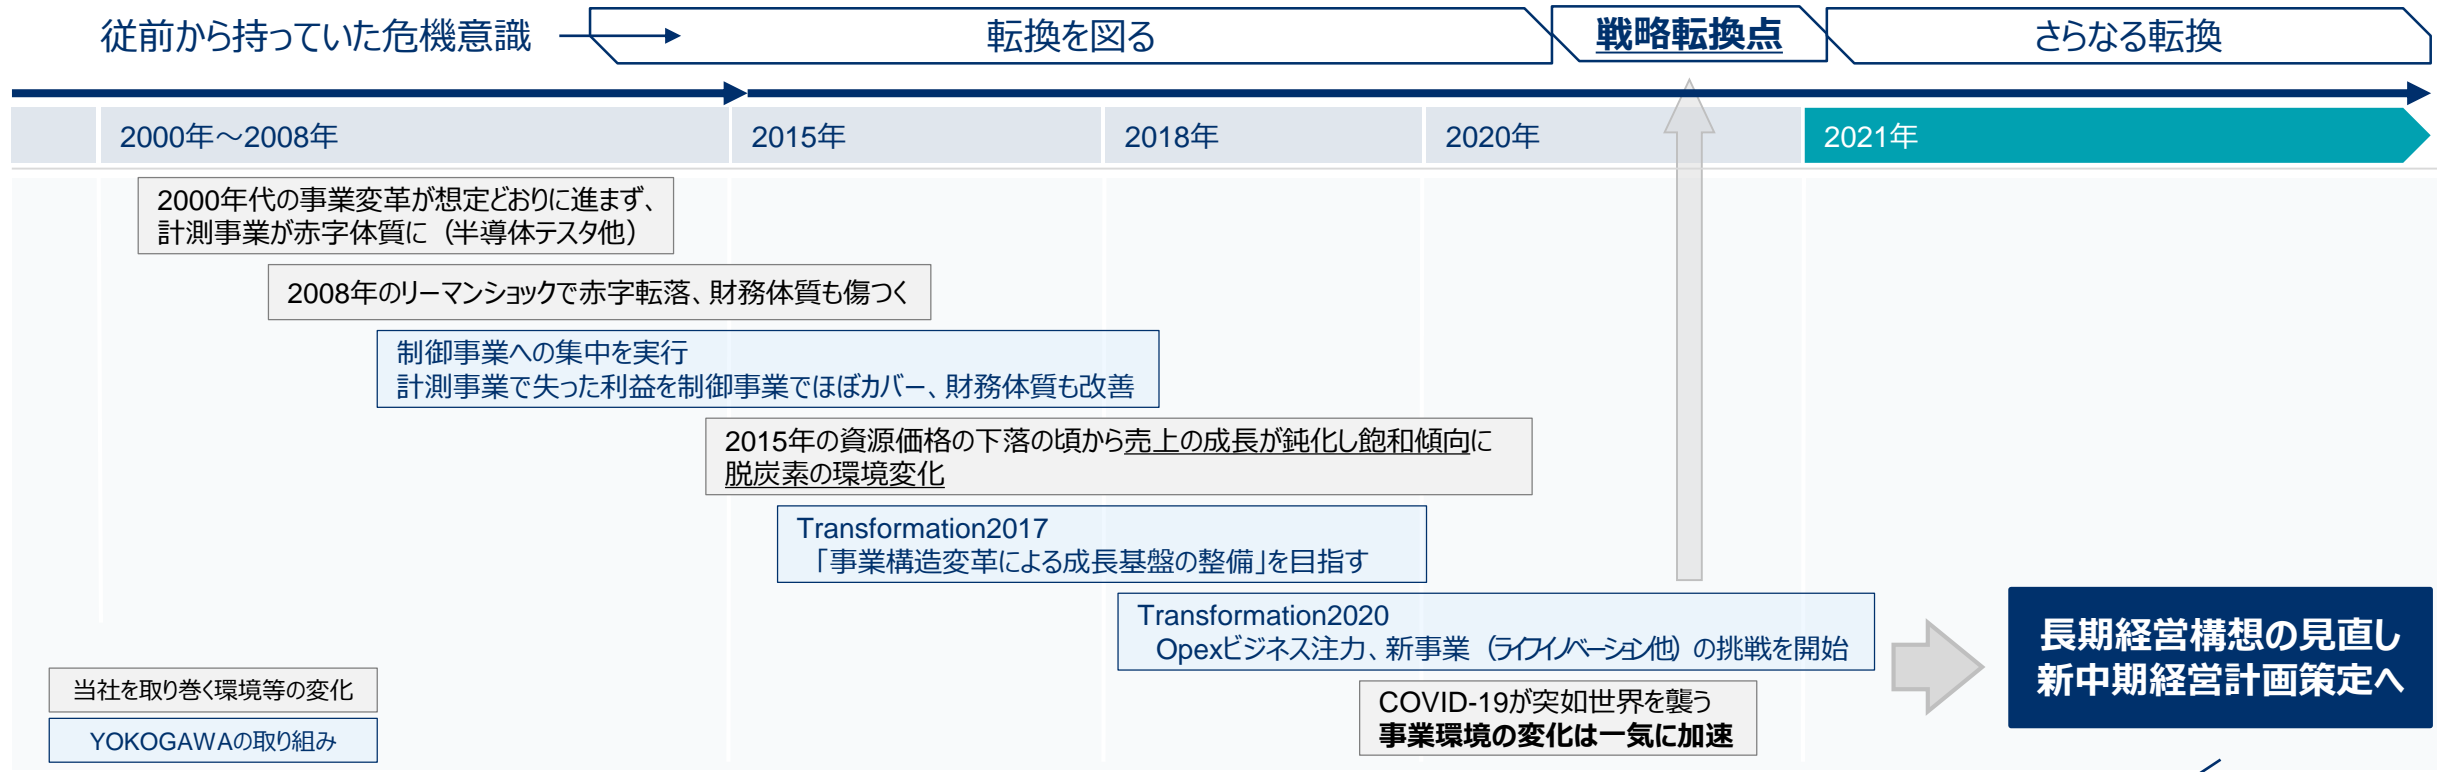 従前から持っていた危機意識
転換を図る
戦略転換点
さらなる転換
2000年～2008年
2015年
2018年
2020年
2021年
2000年代の事業変革が想定どおりに進まず、
計測事業が赤字体質に（半導体テスタ他）
2008年のリーマンショックで赤字転落、財務体質も傷つく
制御事業への集中を実行
計測事業で失った利益を制御事業でほぼカバー、財務体質も改善
2015年の資源価格の下落の頃から売上の成長が鈍化し飽和傾向に
脱炭素の環境変化
Transformation2017
「事業構造変革による成長基盤の整備」を目指す
Transformation2020
Opexビジネス注力、新事業（ライフイノベーション他）の挑戦を開始
COVID-19が突如世界を襲う
事業環境の変化は一気に加速
長期経営構想の見直し
新中期経営計画策定へ
当社を取り巻く環境等の変化
YOKOGAWAの取り組み